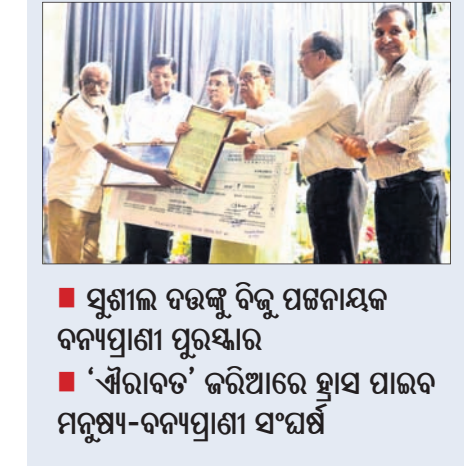 ■ ସୁଶୀଲ ଦତ୍ତଙ୍କୁ ବିଜୁ ପଟ୍ଟନାୟକ
ବନ୍ୟପ୍ରାଣୀ ପୁରସ୍କାର
■ ‘ଐରାବତ’ ଜରିଆରେ ହ୍ରାସ ପାଇବ
ମନୁଷ୍ୟ-ବନ୍ୟପ୍ରାଣୀ ସଂଘର୍ଷ